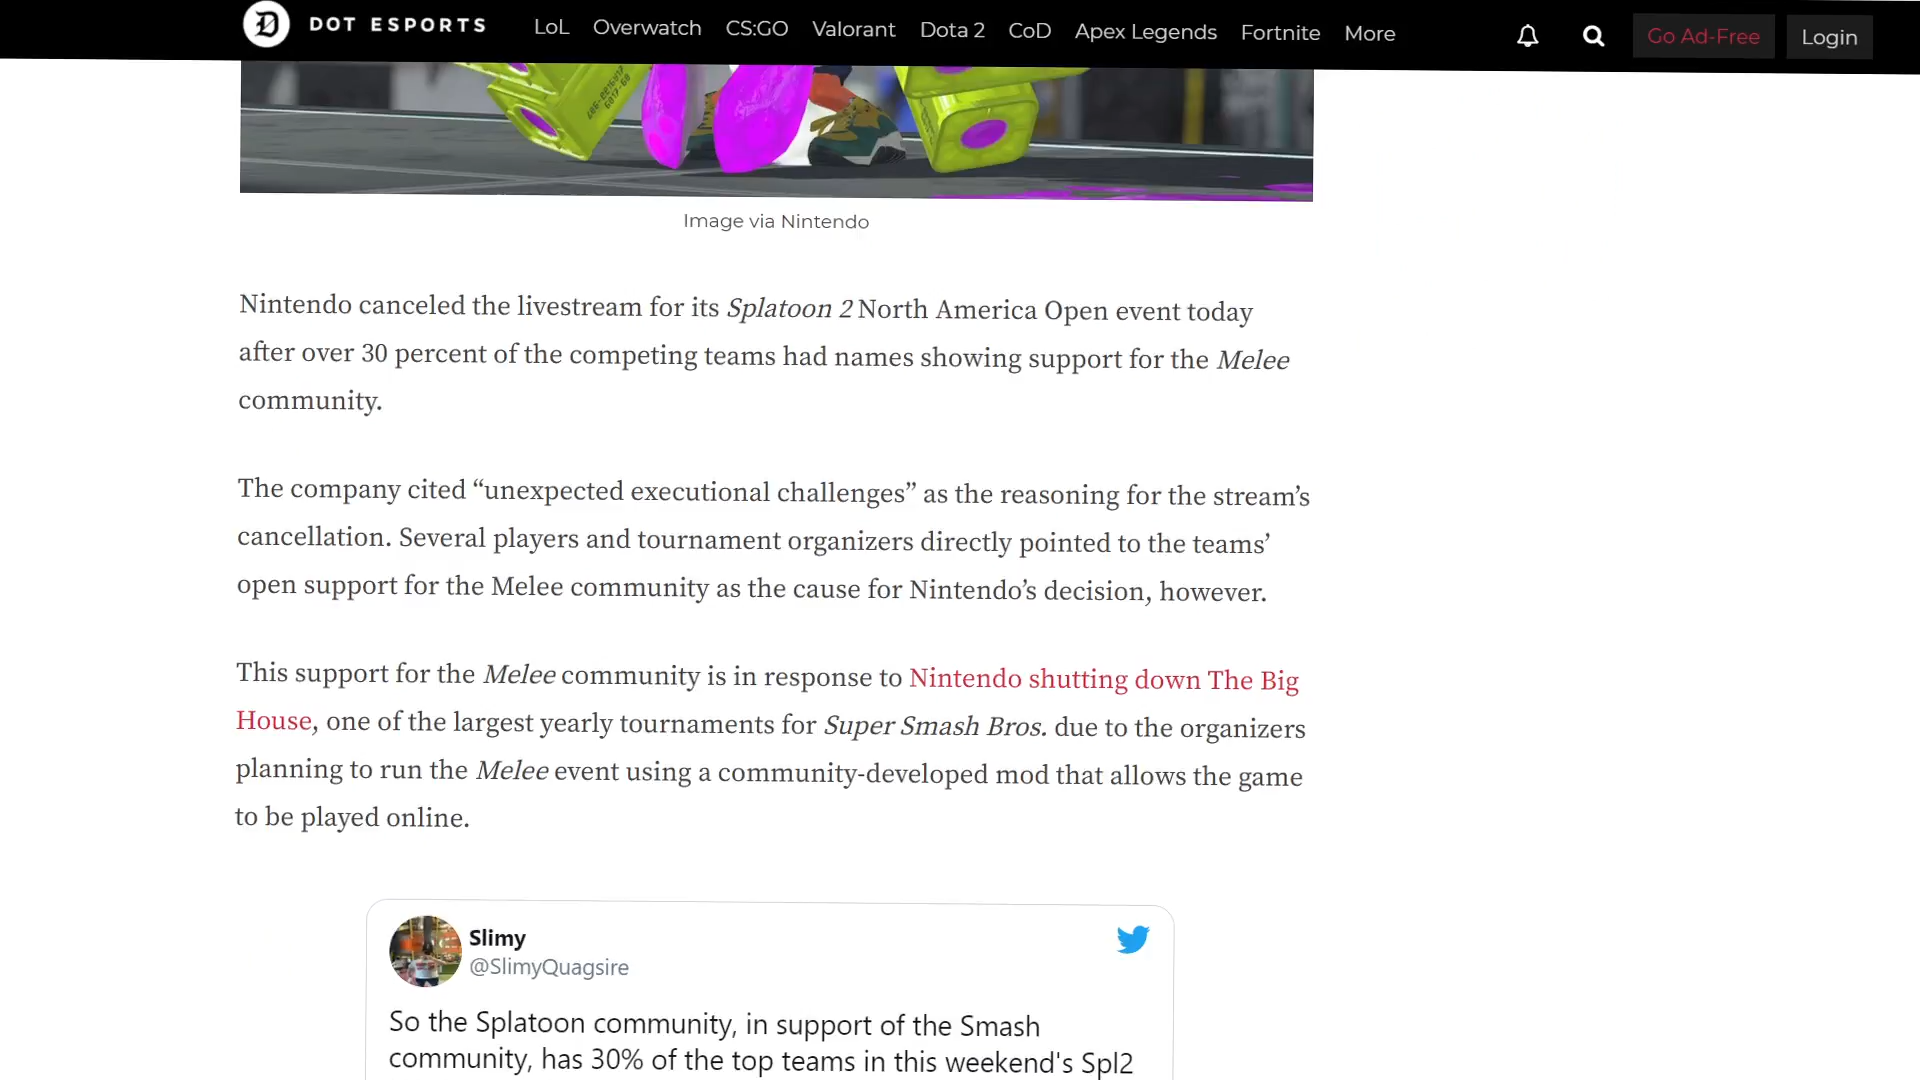 DOT ESPORTS LoL Overwatch CS:GO Valorant Dota 2 CoD Apex Legends Fortnite More Go Ad-Free Login
Image via Nintendo
Nintendo canceled the livestream for its Splatoon 2 North America Open event today
after over 30 percent of the competing teams had names showing support for the Melee
community.
The company cited “unexpected executional challenges” as the reasoning for the stream’s
cancellation. Several players and tournament organizers directly pointed to the teams’
open support for the Melee community as the cause for Nintendo’s decision, however.
This support for the Melee community is in response to Nintendo shutting down The Big
House, one of the largest yearly tournaments for Super Smash Bros. due to the organizers
planning to run the Melee event using a community-developed mod that allows the game
to be played online.
Slimy
@SlimyQuagsire
So the Splatoon community, in support of the Smash
community, has 30% of the top teams in this weekend's Spl2